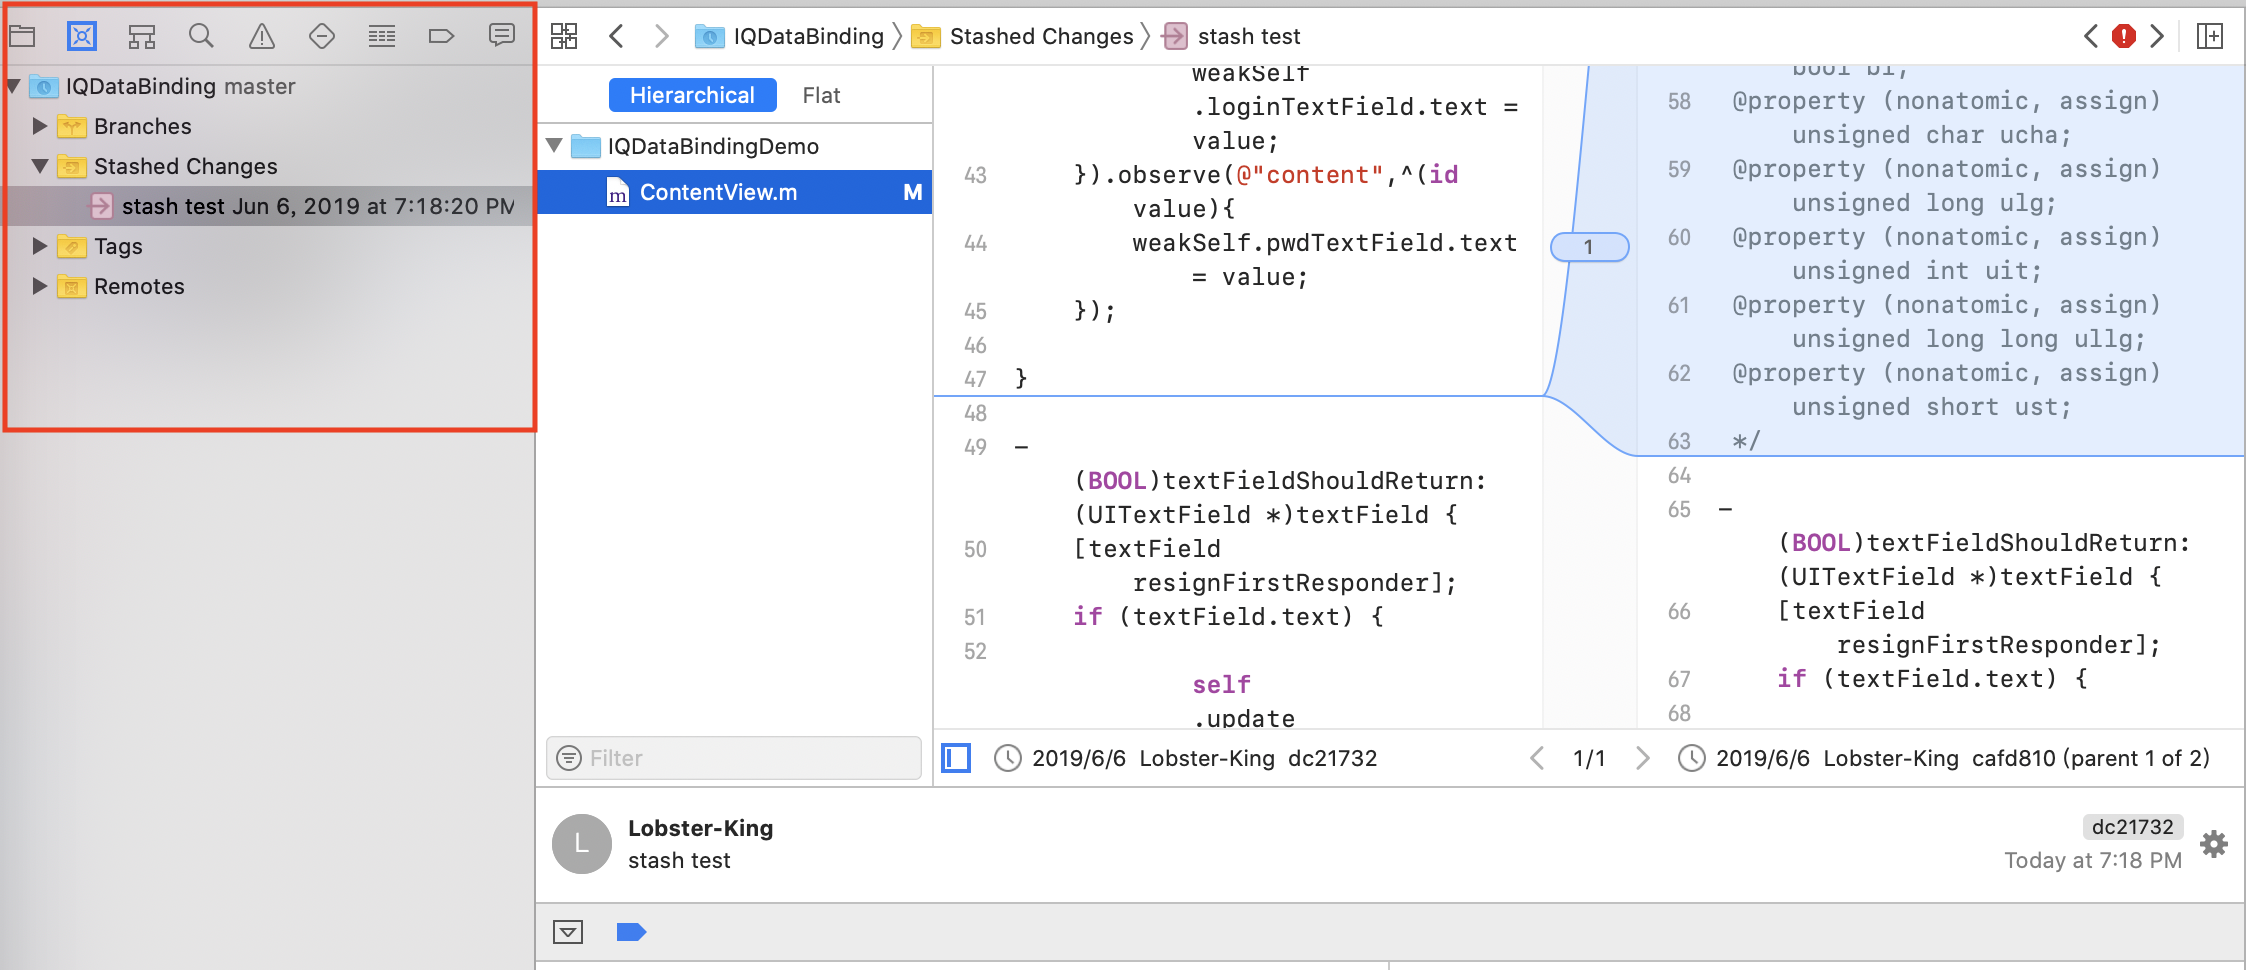 IQDataBinding master
Branches
Stashed Changes
stash test Jun 6, 2019 at 7:18:20 PM
Tags
Remotes
IQDataBinding
Stashed Changes
stash test
Hierarchical
Flat
IQDataBindingDemo
m ContentView.m M
Filter
weakSelf
.loginTextField.text =
value;
43 }).observe(@"content",^(id
value){
44 weakSelf.pwdTextField.text
= value;
45 });
46
47 }
48
49 -
(BOOL)textFieldShouldReturn:
(UITextField *)textField {
50 [textField
resignFirstResponder];
51 if (textField.text) {
52
self
.update
1
bool bl;
58 @property (nonatomic, assign)
unsigned char ucha;
59 @property (nonatomic, assign)
unsigned long ulg;
60 @property (nonatomic, assign)
unsigned int uit;
61 @property (nonatomic, assign)
unsigned long long ullg;
62 @property (nonatomic, assign)
unsigned short ust;
63 */
64
65 -
(BOOL)textFieldShouldReturn:
(UITextField *)textField {
66 [textField
resignFirstResponder];
67 if (textField.text) {
68
2019/6/6 Lobster-King dc21732
1/1
2019/6/6 Lobster-King cafd810 (parent 1 of 2)
L
Lobster-King
stash test
dc21732
Today at 7:18 PM